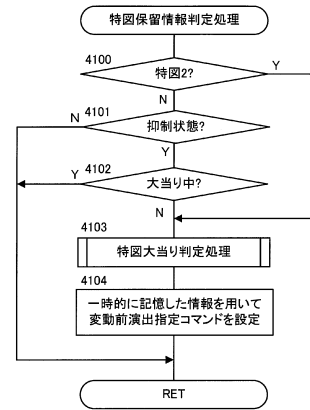 特図保留情報判定処理
4100
特図2?
Y
N
4101
N
抑制状態?
Y
4102
Y
大当り中?
N
4103
特図大当り判定処理
4104
一時的に記憶した情報を用いて
変動前演出指定コマンドを設定
RET